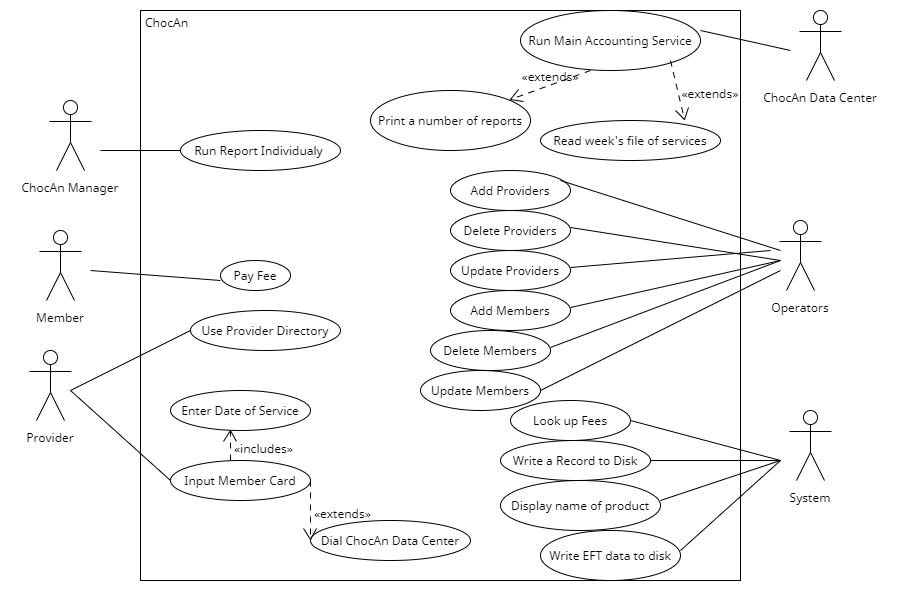 ChocAn
Run Main Accounting Service
«extends»
«extends»
ChocAn Data Center
Print a number of reports
Read week's file of services
Run Report Individualy
ChocAn Manager
Add Providers
Delete Providers
Update Providers
Add Members
Delete Members
Update Members
Operators
Pay Fee
Member
Use Provider Directory
Provider
Enter Date of Service
«includes»
Input Member Card
«extends»
Dial ChocAn Data Center
Look up Fees
Write a Record to Disk
Display name of product
Write EFT data to disk
System